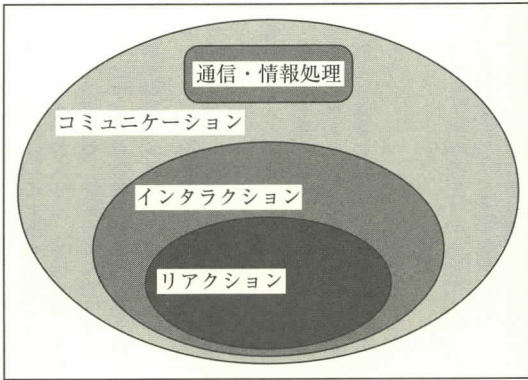 通信・情報処理
コミュニケーション
インタラクション
リアクション